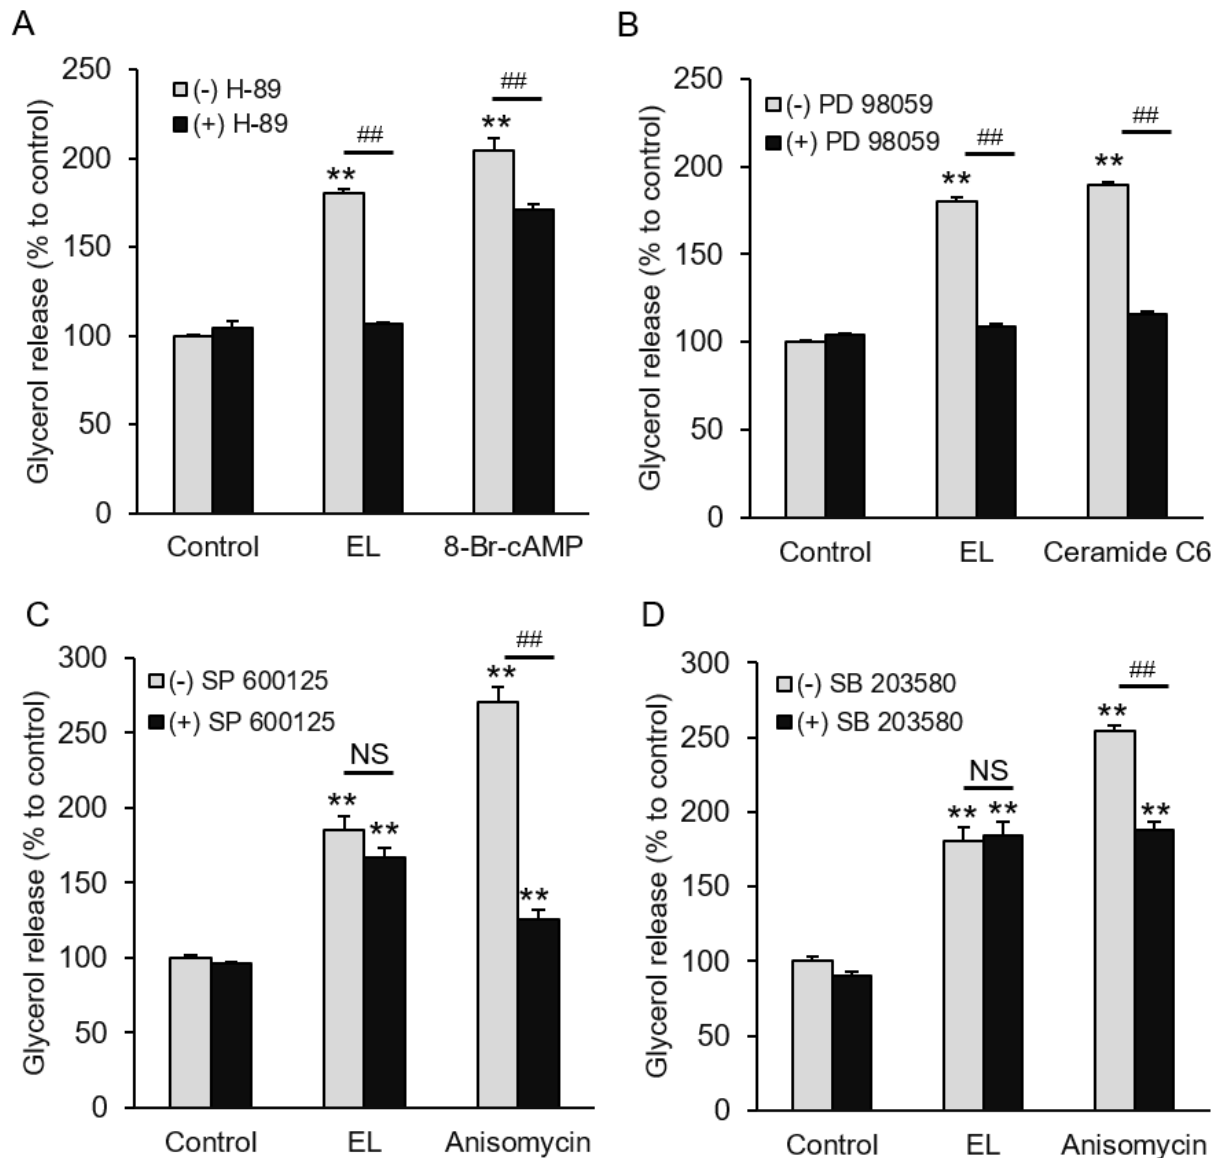 A
Glycerol release (% to control)
250
200
150
100
50
0
(-) H-89
(+) H-89
**
##
**
##
Control EL 8-Br-cAMP
B
Glycerol release (% to control)
250
200
150
100
50
0
(-) PD 98059
(+) PD 98059
**
##
**
##
Control EL Ceramide C6
C
Glycerol release (% to control)
300
250
200
150
100
50
0
(-) SP 600125
(+) SP 600125
NS
**
**
##
**
**
Control EL Anisomycin
D
Glycerol release (% to control)
300
250
200
150
100
50
0
(-) SB 203580
(+) SB 203580
NS
**
**
##
**
**
Control EL Anisomycin